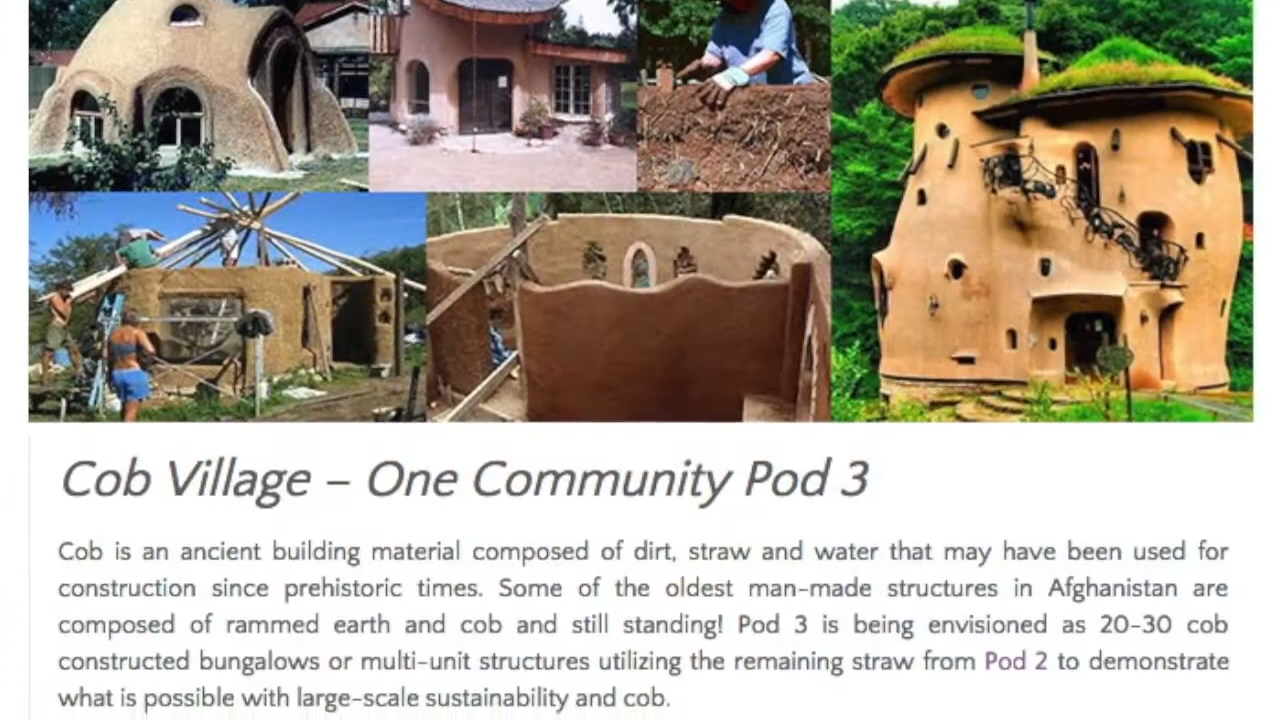 Cob Village – One Community Pod 3
Cob is an ancient building material composed of dirt, straw and water that may have been used for
construction since prehistoric times. Some of the oldest man-made structures in Afghanistan are
composed of rammed earth and cob and still standing! Pod 3 is being envisioned as 20-30 cob
constructed bungalows or multi-unit structures utilizing the remaining straw from Pod 2 to demonstrate
what is possible with large-scale sustainability and cob.